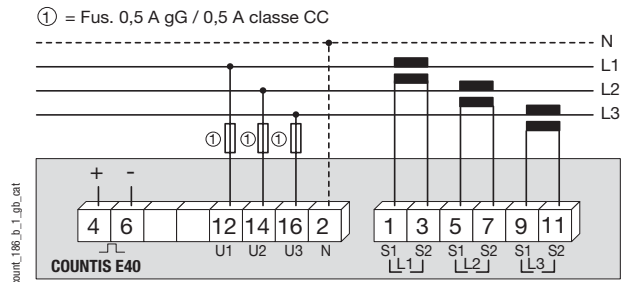 ① = Fus. 0,5 A gG / 0,5 A classe CC
N
L1
L2
L3
① ① ①
+ -
4 6 12 14 16 2 1 3 5 7 9 11
U1 U2 U3 N S1 S2 S1 S2 S1 S2
L1 L2 L3
COUNTIS E40
count_186_b_1_gb_cat